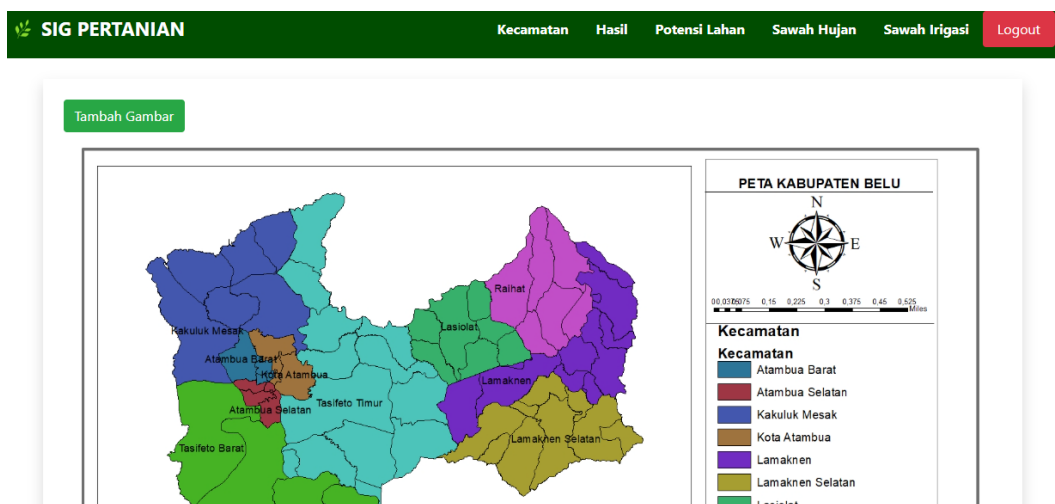 SIG PERTANIAN
Kecamatan Hasil Potensi Lahan Sawah Hujan Sawah Irigasi Logout
Tambah Gambar
PETA KABUPATEN BELU
N
W E
S
0,15 0,225 0,3 0,375 0,45 0,525
Miles
Kecamatan
Kecamatan
Atambua Barat
Atambua Selatan
Kakuluk Mesak
Kota Atambua
Lamaknen
Lamaknen Selatan
Lasiolat
Raihat
Lasiolat
Kakuluk Mesak
Atambua Barat
Kota Atambua
Lamaknen
Atambua Selatan
Tasifeto Timur
Lamaknen Selatan
Tasifeto Barat